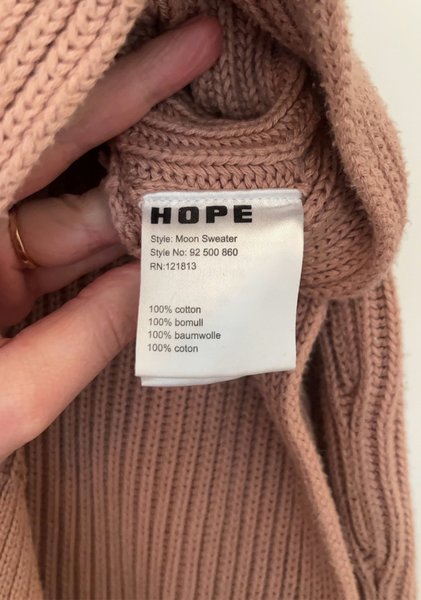 HOPE
Style: Moon Sweater
Style No: 92 500 860
RN:121813
100% cotton
100% bomull
100% baumwolle
100% coton